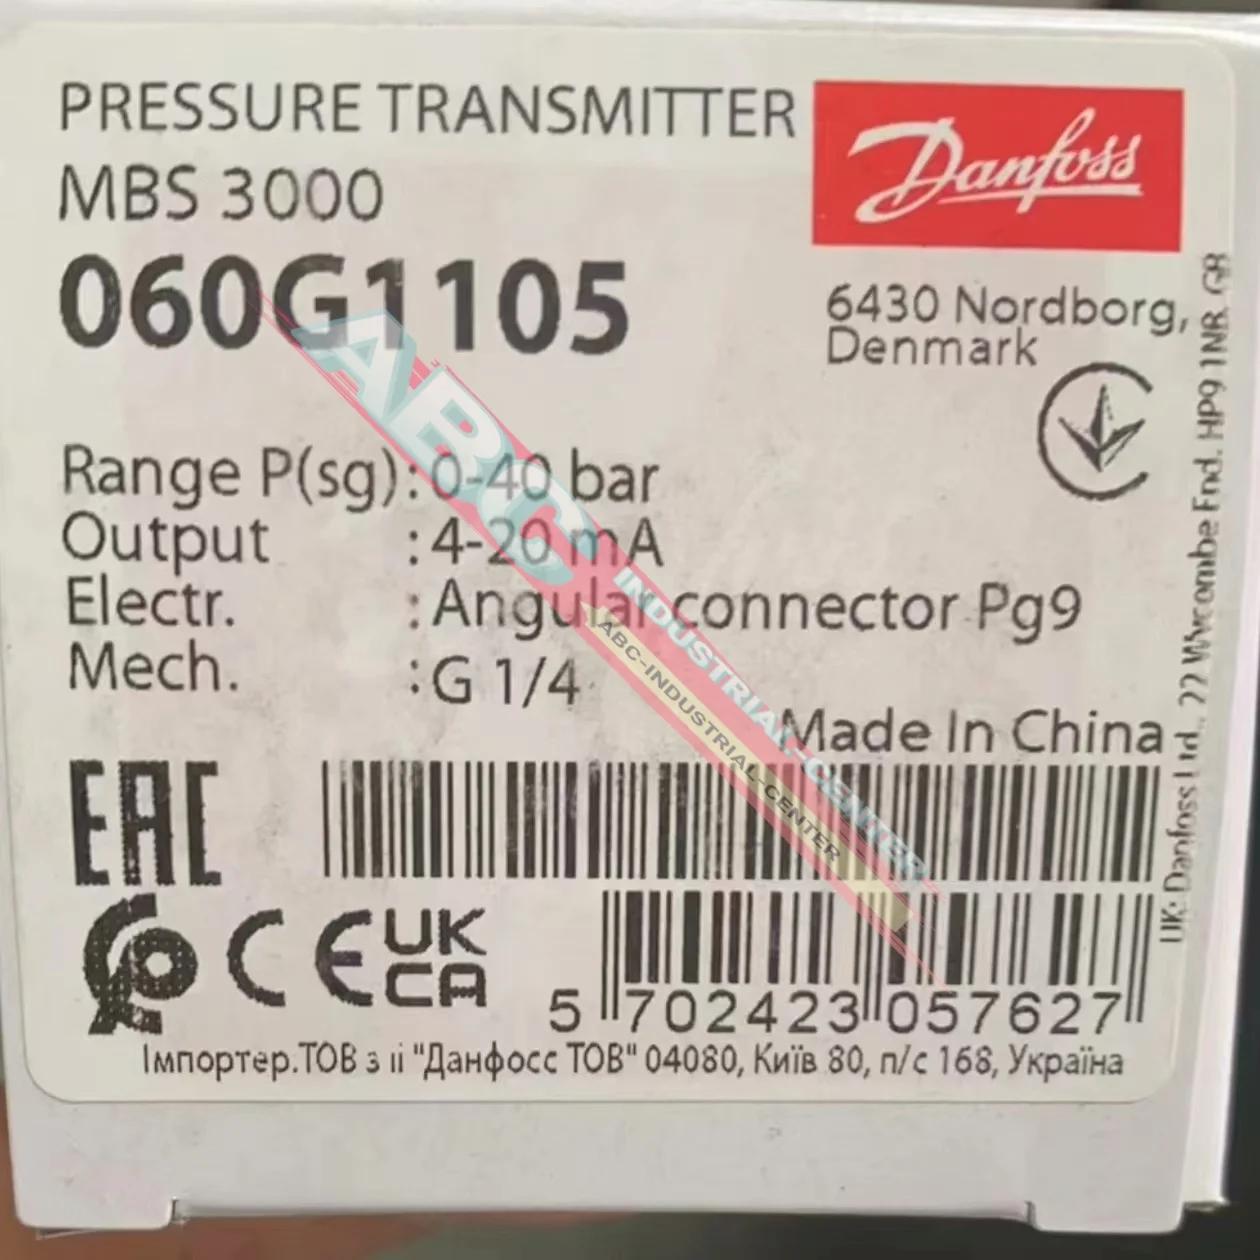 PRESSURE TRANSMITTER
MBS 3000
060G1105
Danfoss
6430 Nordborg,
Denmark
Range P(sg): 0-40 bar
Output : 4-20 mA
Electr. : Angular connector Pg9
Mech. : G 1/4
Made In China
UK: Danfoss Ltd., 22 Wycombe End, HP9 1NR, GB
ABC
INDUSTRIAL-CENTER
ABC-INDUSTRIAL-CENTER
EAC
CE
UK
CA
5 702423 057627
Імпортер.ТОВ з іі "Данфосс ТОВ" 04080, Київ 80, п/с 168, Україна